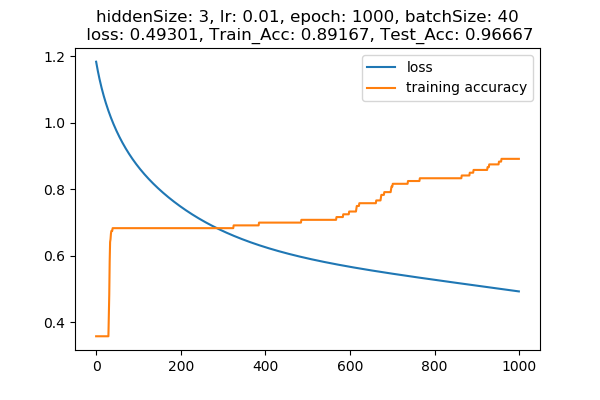 hiddenSize: 3, lr: 0.01, epoch: 1000, batchSize: 40
loss: 0.49301, Train_Acc: 0.89167, Test_Acc: 0.96667
loss
training accuracy
1.2
1.0
0.8
0.6
0.4
0 200 400 600 800 1000